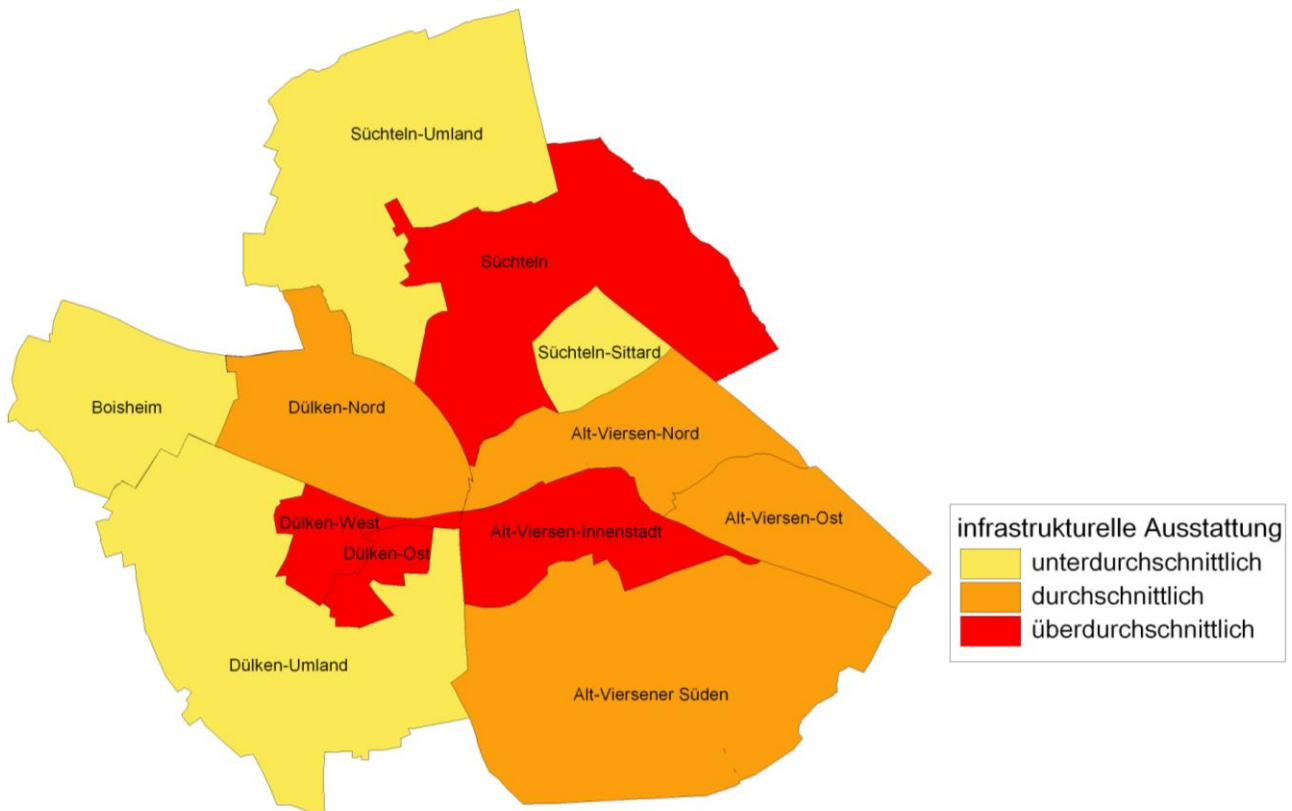 Süchteln-Umland
Süchteln
Süchteln-Sittard
Boisheim
Dülken-Nord
Alt-Viersen-Nord
Alt-Viersen-Ost
Dülken-West
Alt-Viersen-Innenstadt
Dülken-Ost
Dülken-Umland
Alt-Viersener Süden
infrastrukturelle Ausstattung
unterdurchschnittlich
durchschnittlich
überdurchschnittlich